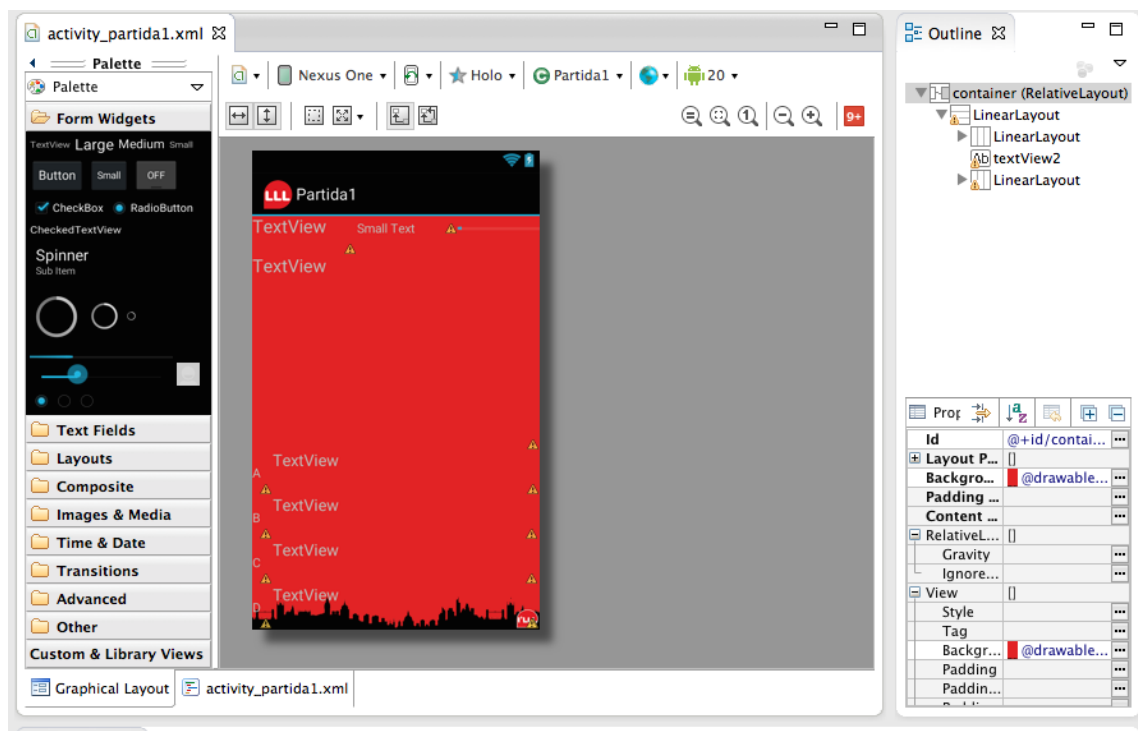 activity_partida1.xml
Palette
Palette
Form Widgets
TextView Large Medium Small
Button Small OFF
CheckBox RadioButton
CheckedTextView
Spinner
Sub Item
Text Fields
Layouts
Composite
Images & Media
Time & Date
Transitions
Advanced
Other
Custom & Library Views
Graphical Layout activity_partida1.xml
Nexus One Holo Partida1 20
9+
LLL Partida1
TextView Small Text
TextView
TextView
A
TextView
B
TextView
C
TextView
D
Outline
container (RelativeLayout)
LinearLayout
LinearLayout
Ab textView2
LinearLayout
Id @+id/contai... ...
Layout P... []
Backgro... @drawable... ...
Padding ... ...
Content ... ...
RelativeL... []
Gravity ...
Ignore... ...
View []
Style ...
Tag ...
Backgr... @drawable... ...
Padding ...
Paddin... ...